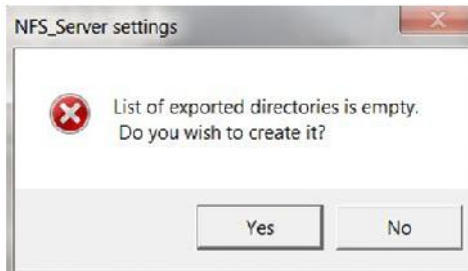 NFS_Server settings
List of exported directories is empty.
Do you wish to create it?
Yes
No